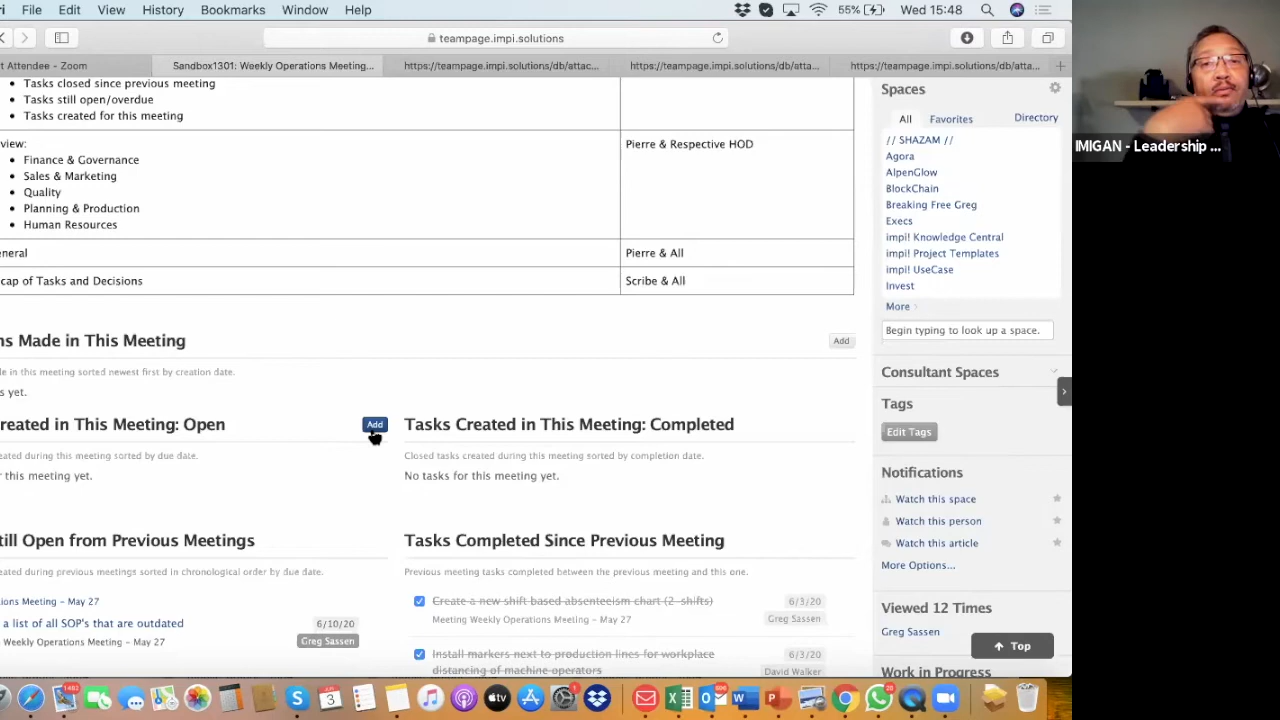 File Edit View History Bookmarks Window Help 55% Wed 15:48
teampage.impi.solutions
t Attendee - Zoom Sandbox1301: Weekly Operations Meeting... https://teampage.impi.solutions/db/attac... https://teampage.impi.solutions/db/atta... https://teampage.impi.solutions/db/atta...
• Tasks closed since previous meeting
• Tasks still open/overdue
• Tasks created for this meeting
view:
• Finance & Governance
• Sales & Marketing
• Quality
• Planning & Production
• Human Resources
Pierre & Respective HOD
eneral Pierre & All
cap of Tasks and Decisions Scribe & All
ns Made in This Meeting Add
le in this meeting sorted newest first by creation date.
s yet.
reated in This Meeting: Open Add
eated during this meeting sorted by due date.
r this meeting yet.
Tasks Created in This Meeting: Completed
Closed tasks created during this meeting sorted by completion date.
No tasks for this meeting yet.
till Open from Previous Meetings
eated during previous meetings sorted in chronological order by due date.
ions Meeting – May 27
a list of all SOP's that are outdated 6/10/20
Weekly Operations Meeting – May 27 Greg Sassen
Tasks Completed Since Previous Meeting
Previous meeting tasks completed between the previous meeting and this one.
Create a new shift based absenteeism chart (2-shifts) 6/3/20
Meeting Weekly Operations Meeting – May 27 Greg Sassen
Install markers next to production lines for workplace 6/3/20
distancing of machine operators David Walker
Spaces
All Favorites Directory
// SHAZAM //
Agora
AlpenGlow
BlockChain
Breaking Free Greg
Execs
impi! Knowledge Central
impi! Project Templates
impi! UseCase
Invest
More
Begin typing to look up a space.
Consultant Spaces
Tags
Edit Tags
Notifications
Watch this space
Watch this person
Watch this article
More Options...
Viewed 12 Times
Greg Sassen
Top
Work in Progress
IMIGAN - Leadership ...